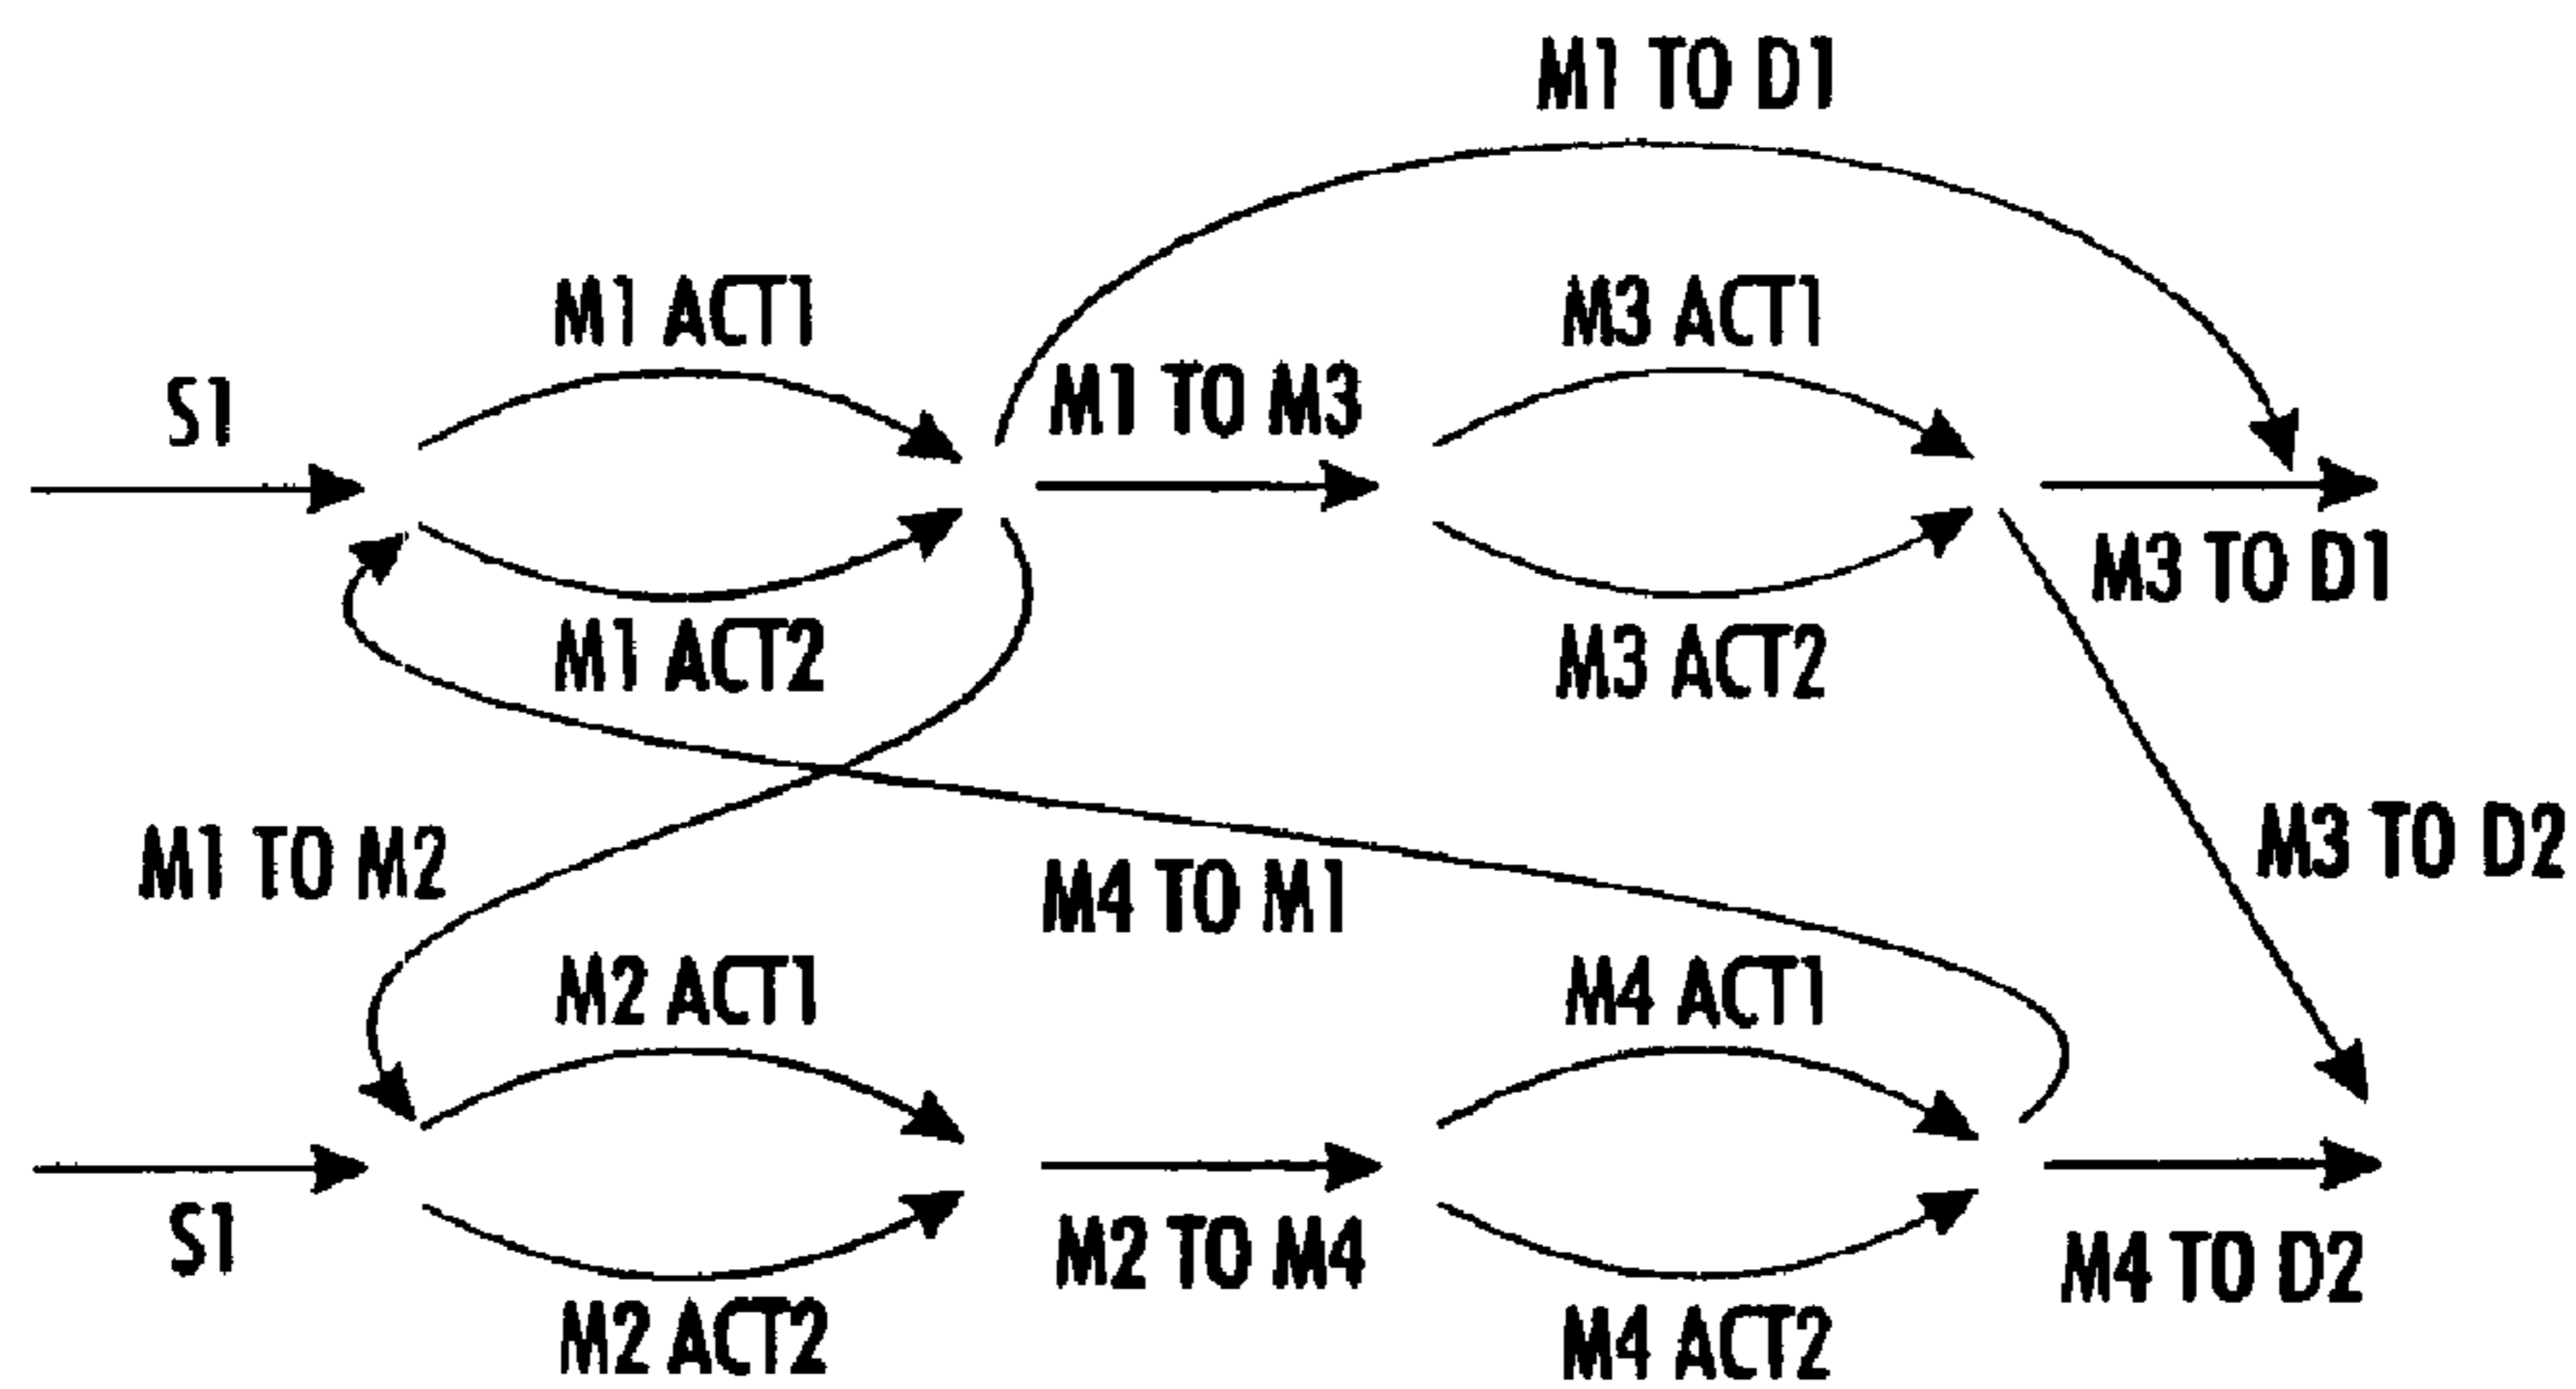 M1 TO D1
M1 ACT1
M3 ACT1
S1
M1 TO M3
M3 TO D1
M1 ACT2
M3 ACT2
M1 TO M2
M4 TO M1
M3 TO D2
M2 ACT1
M4 ACT1
S1
M2 TO M4
M4 TO D2
M2 ACT2
M4 ACT2